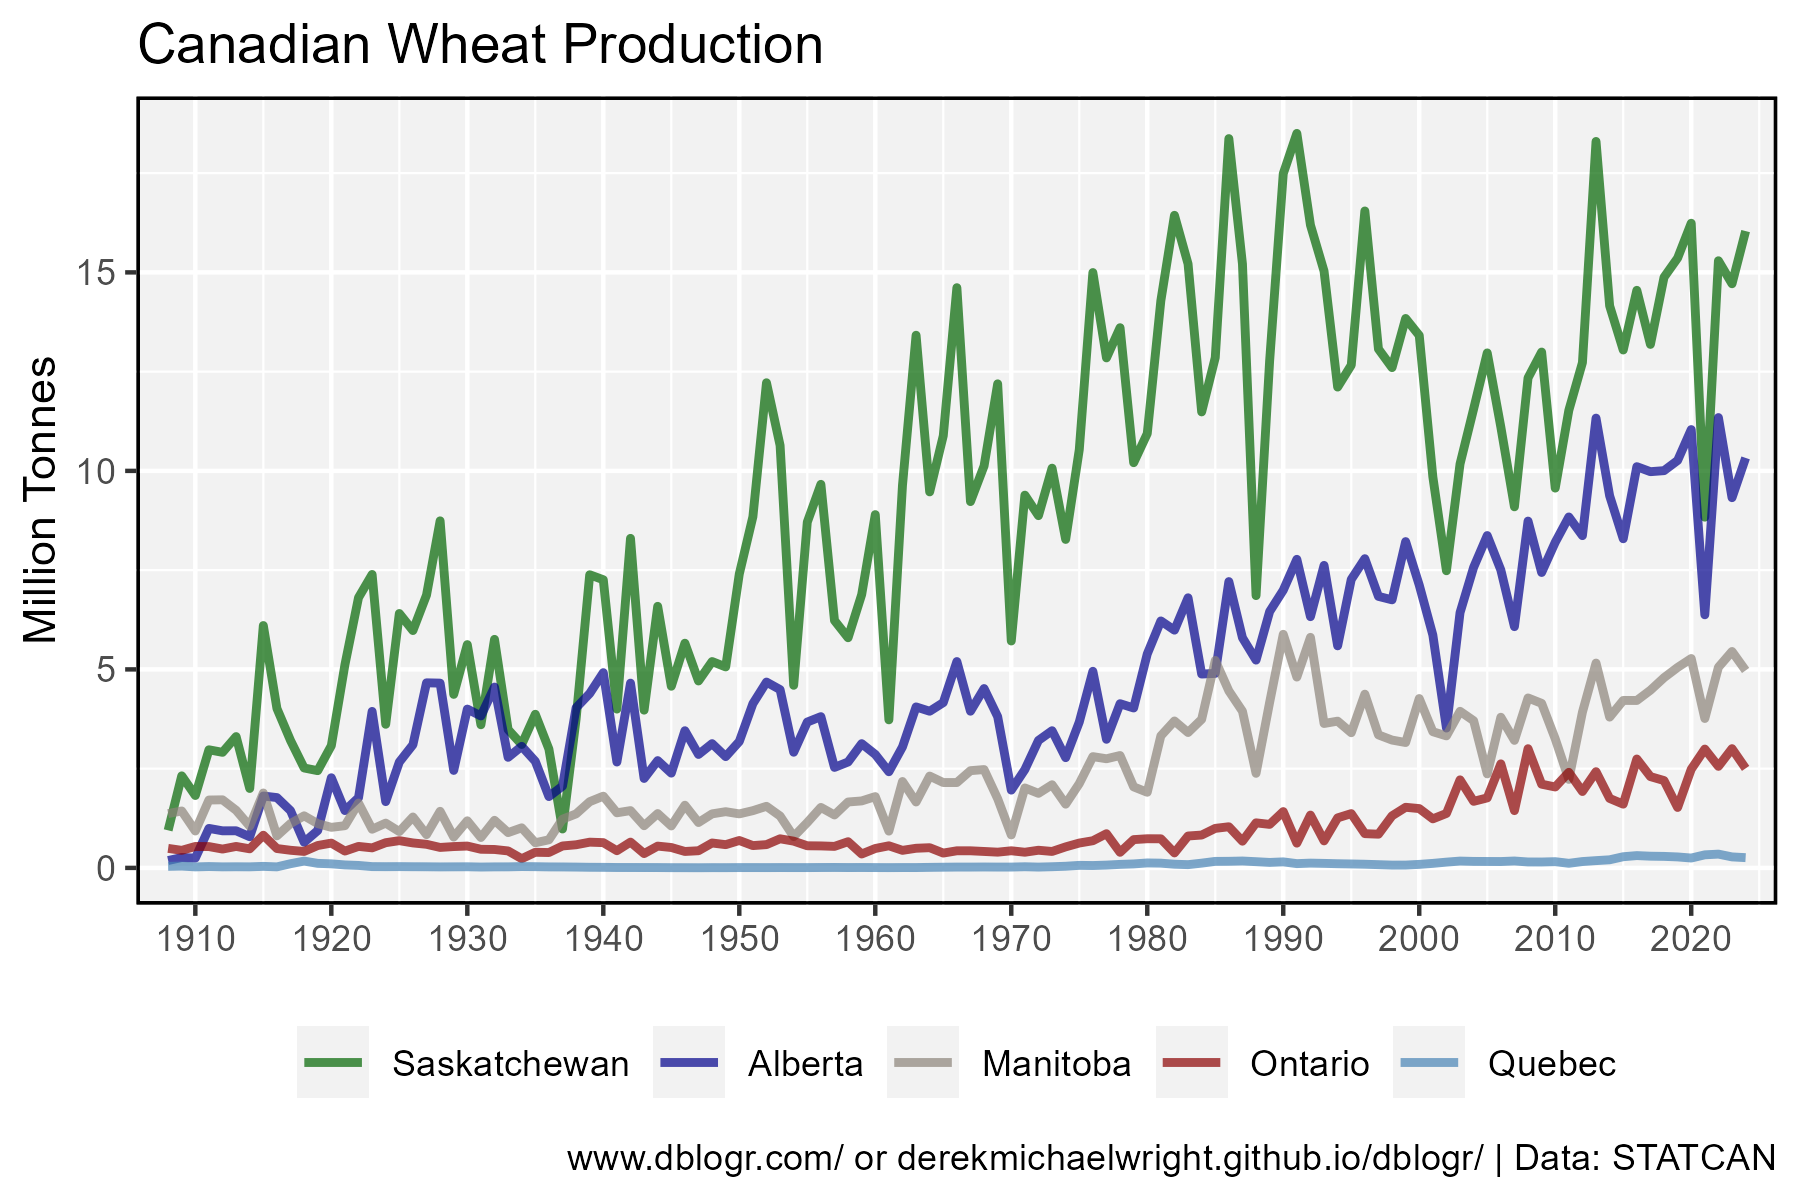 Canadian Wheat Production
Million Tonnes
15
10
5
0
1910 1920 1930 1940 1950 1960 1970 1980 1990 2000 2010 2020
Saskatchewan Alberta Manitoba Ontario Quebec
www.dblogr.com/ or derekmichaelwright.github.io/dblogr/ | Data: STATCAN